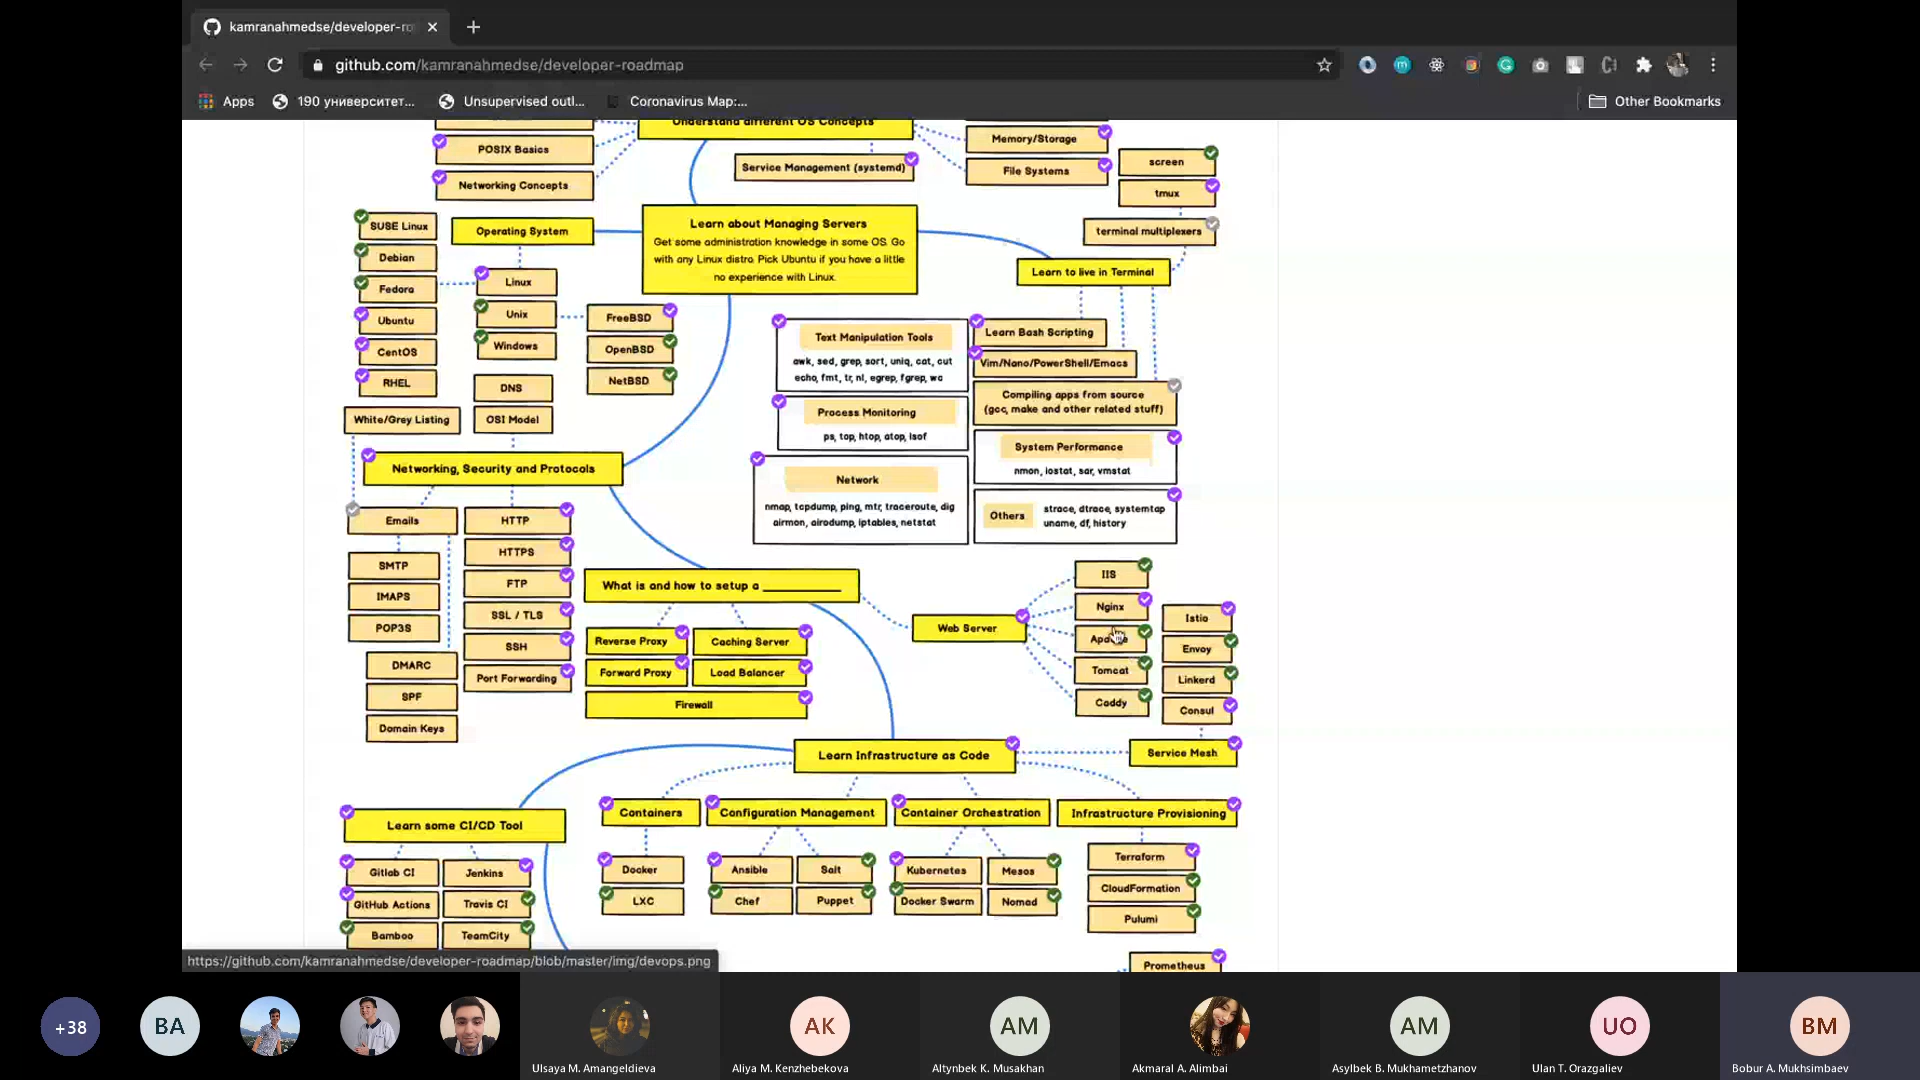 kamranahmedse/developer-ro
github.com/kamranahmedse/developer-roadmap
Apps
190 университет...
Unsupervised outl...
Coronavirus Map:...
Other Bookmarks
Understand different OS Concepts
POSIX Basics
Networking Concepts
Service Management (systemd)
Memory/Storage
File Systems
screen
tmux
terminal multiplexers
Learn to live in Terminal
Learn about Managing Servers
Get some administration knowledge in some OS. Go
with any Linux distro. Pick Ubuntu if you have a little
no experience with Linux.
Operating System
SUSE Linux
Debian
Fedora
Ubuntu
CentOS
RHEL
Linux
Unix
Windows
FreeBSD
OpenBSD
NetBSD
DNS
OSI Model
White/Grey Listing
Networking, Security and Protocols
Text Manipulation Tools
awk, sed, grep, sort, uniq, cat, cut
echo, fmt, tr, nl, egrep, fgrep, wc
Process Monitoring
ps, top, htop, atop, lsof
Network
nmap, tcpdump, ping, mtr, traceroute, dig
airmon, airodump, iptables, netstat
Learn Bash Scripting
Vim/Nano/PowerShell/Emacs
Compiling apps from source
(gcc, make and other related stuff)
System Performance
nmon, iostat, sar, vmstat
Others
strace, dtrace, systemtap
uname, df, history
Emails
SMTP
IMAPS
POP3S
DMARC
SPF
Domain Keys
HTTP
HTTPS
FTP
SSL / TLS
SSH
Port Forwarding
What is and how to setup a ____________
Reverse Proxy
Caching Server
Forward Proxy
Load Balancer
Firewall
Web Server
IIS
Nginx
Tomcat
Caddy
Istio
Envoy
Linkerd
Consul
Service Mesh
Learn Infrastructure as Code
Containers
Configuration Management
Container Orchestration
Infrastructure Provisioning
Docker
LXC
Ansible
Salt
Chef
Puppet
Kubernetes
Mesos
Docker Swarm
Nomad
Terraform
CloudFormation
Pulumi
Prometheus
Learn some CI/CD Tool
Gitlab CI
Jenkins
GitHub Actions
Travis CI
Bamboo
TeamCity
https://github.com/kamranahmedse/developer-roadmap/blob/master/img/devops.png
+38
BA
Ulsaya M. Amangeldieva
AK
Aliya M. Kenzhebekova
AM
Altynbek K. Musakhan
Akmaral A. Alimbai
AM
Asylbek B. Mukhametzhanov
UO
Ulan T. Orazgaliev
BM
Bobur A. Mukhsimbaev